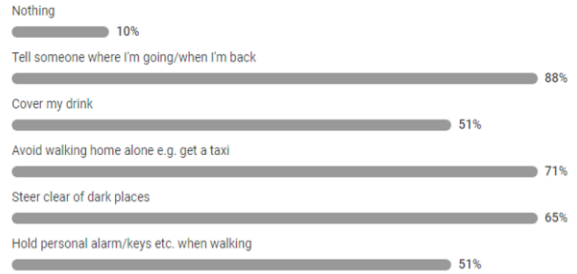 Nothing
10%
Tell someone where I'm going/when I'm back
88%
Cover my drink
51%
Avoid walking home alone e.g. get a taxi
71%
Steer clear of dark places
65%
Hold personal alarm/keys etc. when walking
51%